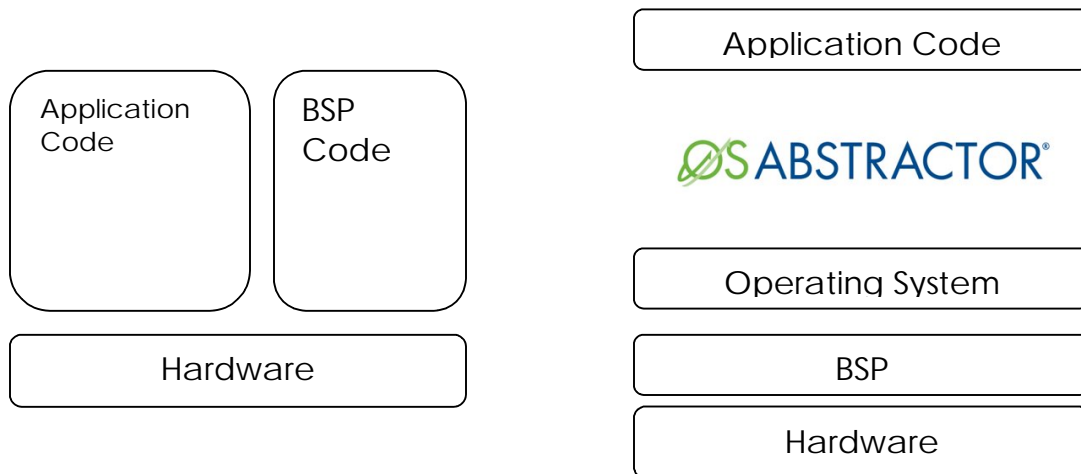 Application
Code
BSP
Code
Hardware
Application Code
OS ABSTRACTOR®
Operating System
BSP
Hardware